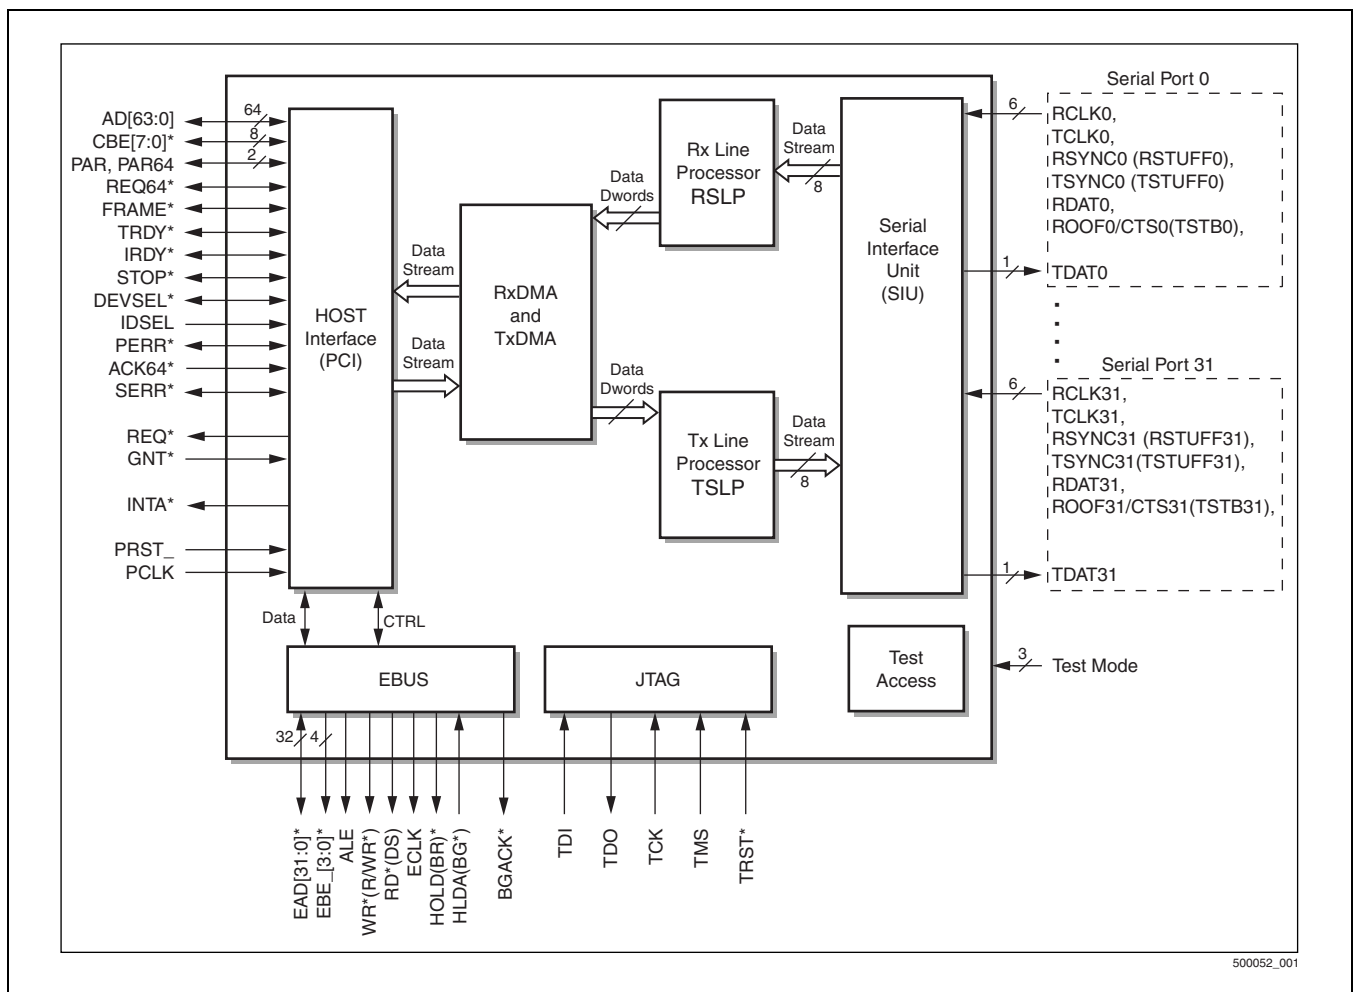 AD[63:0]
CBE[7:0]*
PAR, PAR64
REQ64*
FRAME*
TRDY*
IRDY*
STOP*
DEVSEL*
IDSEL
PERR*
ACK64*
SERR*
REQ*
GNT*
INTA*
PRST_
PCLK
64
8
2
HOST
Interface
(PCI)
Data
Stream
Data
Stream
RxDMA
and
TxDMA
Data
Dwords
Data
Dwords
Rx Line
Processor
RSLP
Tx Line
Processor
TSLP
Data
Stream
8
Data
Stream
8
Serial
Interface
Unit
(SIU)
Serial Port 0
6
RCLK0,
TCLK0,
RSYNC0 (RSTUFF0),
TSYNC0 (TSTUFF0)
RDAT0,
ROOF0/CTS0(TSTB0),
1
TDAT0
Serial Port 31
6
RCLK31,
TCLK31,
RSYNC31 (RSTUFF31),
TSYNC31(TSTUFF31),
RDAT31,
ROOF31/CTS31(TSTB31),
1
TDAT31
Data
CTRL
EBUS
JTAG
Test
Access
3
Test Mode
32
4
EAD[31:0]*
EBE_[3:0]*
ALE
WR*(R/WR*)
RD*(DS)
ECLK
HOLD(BR)*
HLDA(BG*)
BGACK*
TDI
TDO
TCK
TMS
TRST*
500052_001